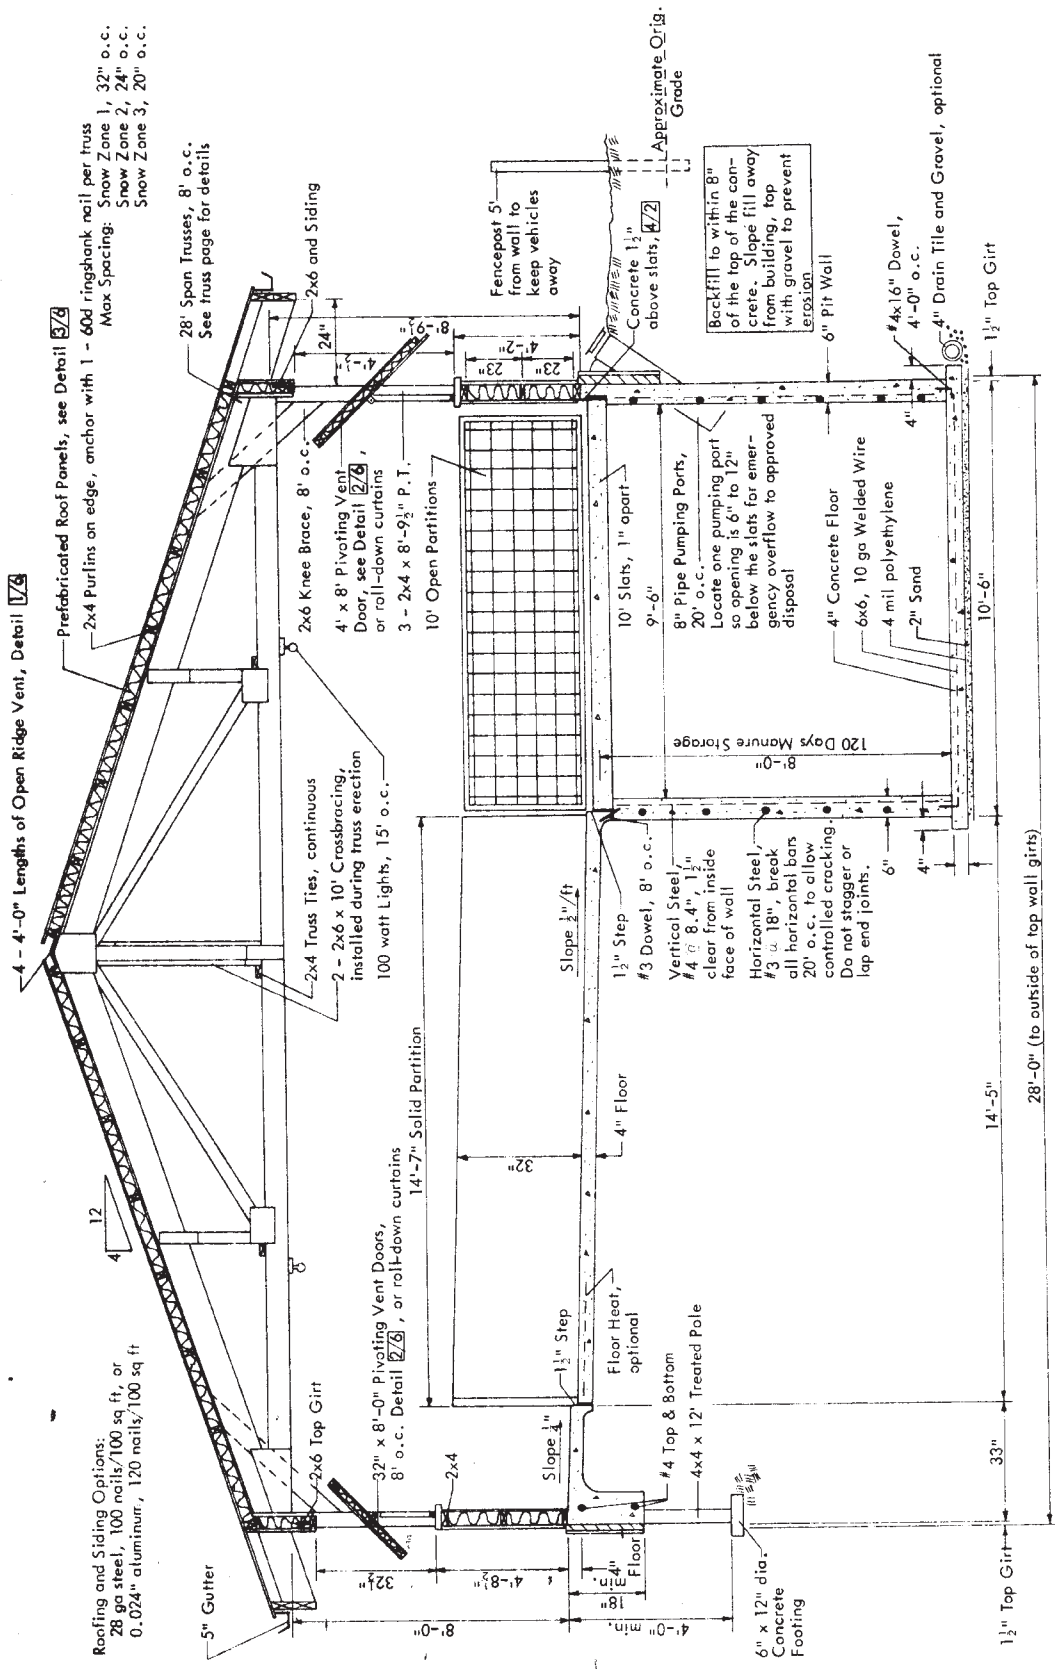 4 - 4'-0" Lengths of Open Ridge Vent, Detail 1/6
Prefabricated Roof Panels, see Detail 3/6
2x4 Purlins on edge, anchor with 1 - 60d ringshank nail per truss
Max Spacing: Snow Zone 1, 32" o.c.
Snow Zone 2, 24" o.c.
Snow Zone 3, 20" o.c.
28' Span Trusses, 8' o.c.
See truss page for details
2x6 and Siding
Roofing and Siding Options:
28 ga steel, 100 nails/100 sq ft, or
0.024" aluminum, 120 nails/100 sq ft
12
4
5" Gutter
2x6 Top Girt
32" x 8'-0" Pivoting Vent Doors,
8' o.c. Detail 2/6, or roll-down curtains
2x4
2x4 Truss Ties, continuous
2 - 2x6 x 10' Crossbracing,
installed during truss erection
100 watt Lights, 15' o.c.
2x6 Knee Brace, 8' o.c.
4' x 8' Pivoting Vent
Door, see Detail 2/6,
or roll-down curtains
3 - 2x4 x 8'-9½" P.T.
10' Open Partitions
24"
8'-9½"
4'-½"
4'-2"
23"
23"
Fencepost 5'
from wall to
keep vehicles
away
Approximate Orig.
Grade
Concrete 1½"
above slats, 4/2
Backfill to within 8"
of the top of the con-
crete. Slope fill away
from building, top
with gravel to prevent
erosion
14'-7" Solid Partition
32"
4" Floor
Slope ½"/ft
1½" Step
Floor Heat,
optional
Slope ¼"
1½" Step
#3 Dowel, 8' o.c.
Vertical Steel,
#4 @ 8.4", 1½"
clear from inside
face of wall
Horizontal Steel,
#3 @ 18", break
all horizontal bars
20' o.c. to allow
controlled cracking.
Do not stagger or
lap end joints.
10' Slats, 1" apart
9'-6"
8" Pipe Pumping Ports,
20' o.c.
Locate one pumping port
so opening is 6" to 12"
below the slats for emer-
gency overflow to approved
disposal
6" Pit Wall
#4x16" Dowel,
4'-0" o.c.
4" Drain Tile and Gravel, optional
4" Concrete Floor
6x6, 10 ga Welded Wire
4 mil polyethylene
2" Sand
8'-0"
120 Days Manure Storage
6"
4"
4"
32½"
4'-8½"
8'-0"
4" min.
Floor
18"
4'-0" min.
#4 Top & Bottom
4x4 x 12' Treated Pole
6" x 12" dia.
Concrete
Footing
1½" Top Girt
33"
14'-5"
10'-6"
1½" Top Girt
28'-0" (to outside of top wall girts)